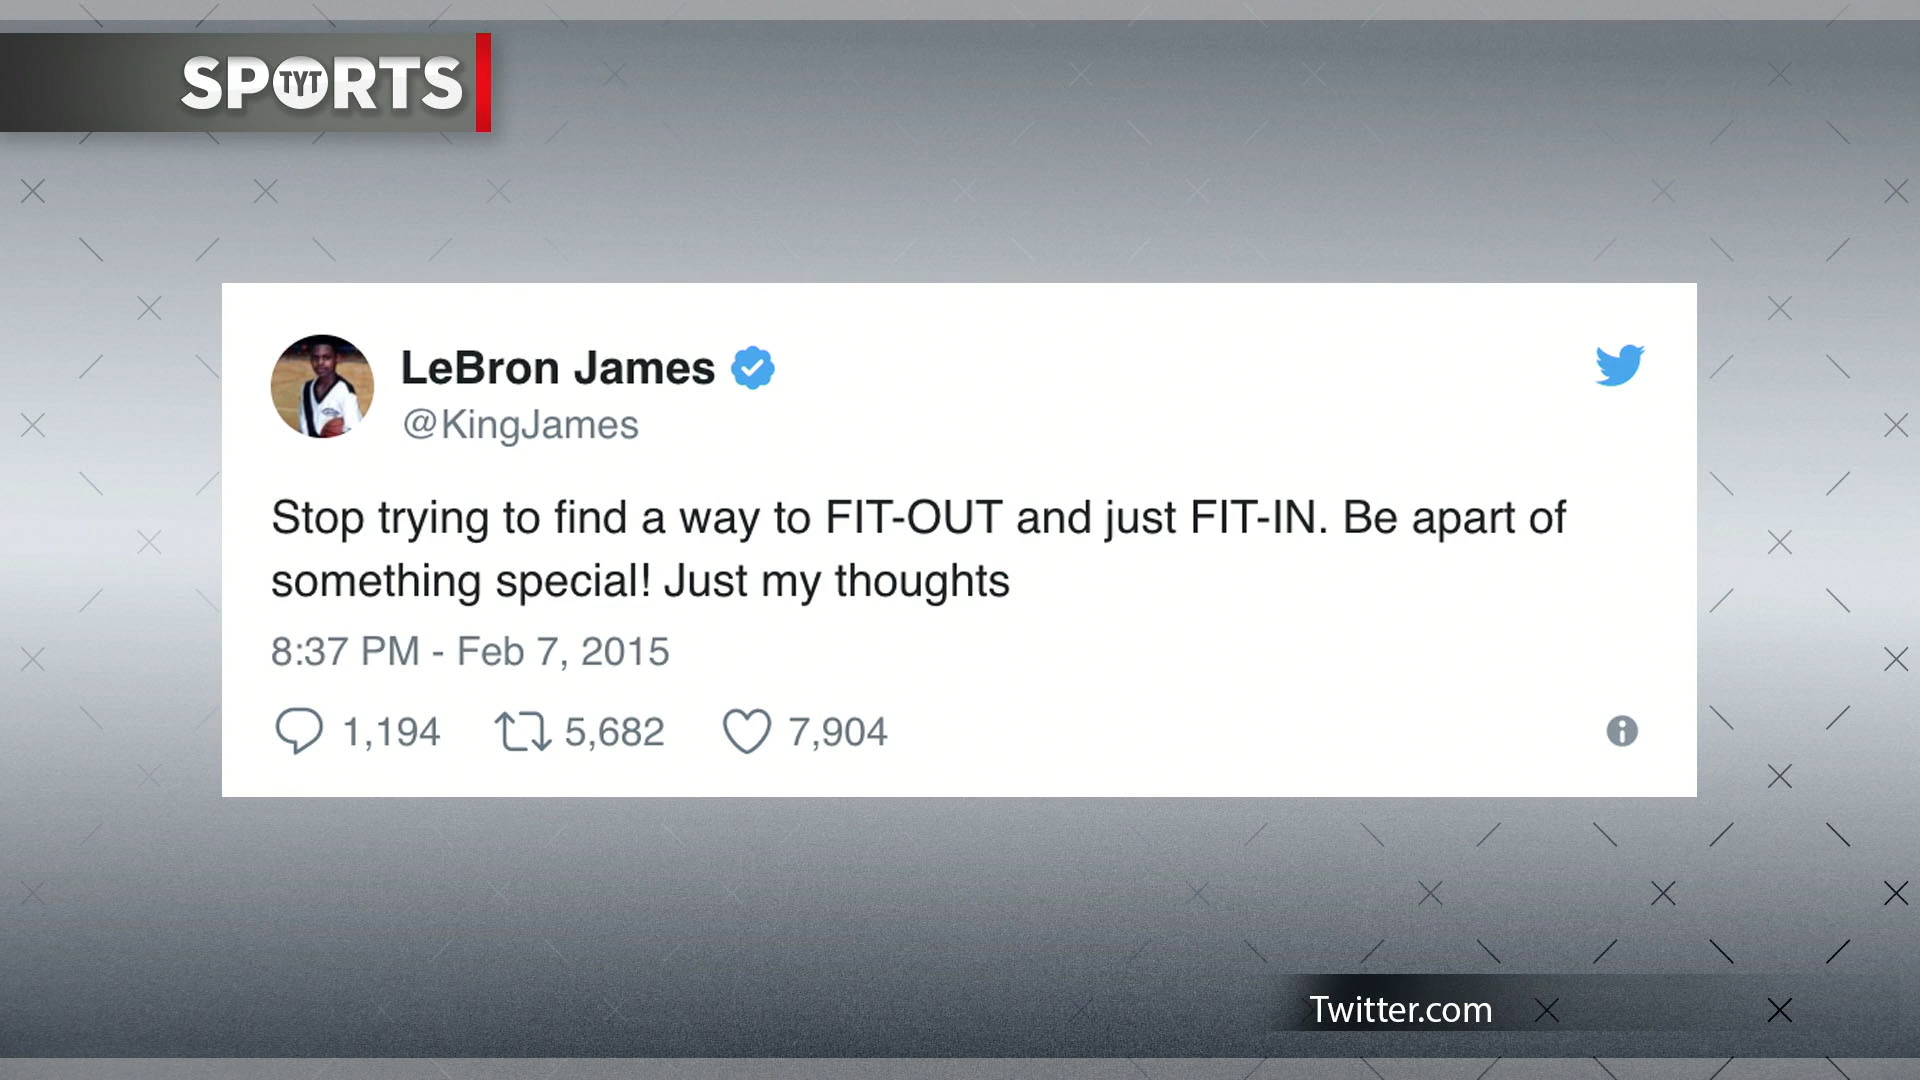 SPORTS
TYT
LeBron James
@KingJames
Stop trying to find a way to FIT-OUT and just FIT-IN. Be apart of
something special! Just my thoughts
8:37 PM - Feb 7, 2015
1,194 5,682 7,904
Twitter.com